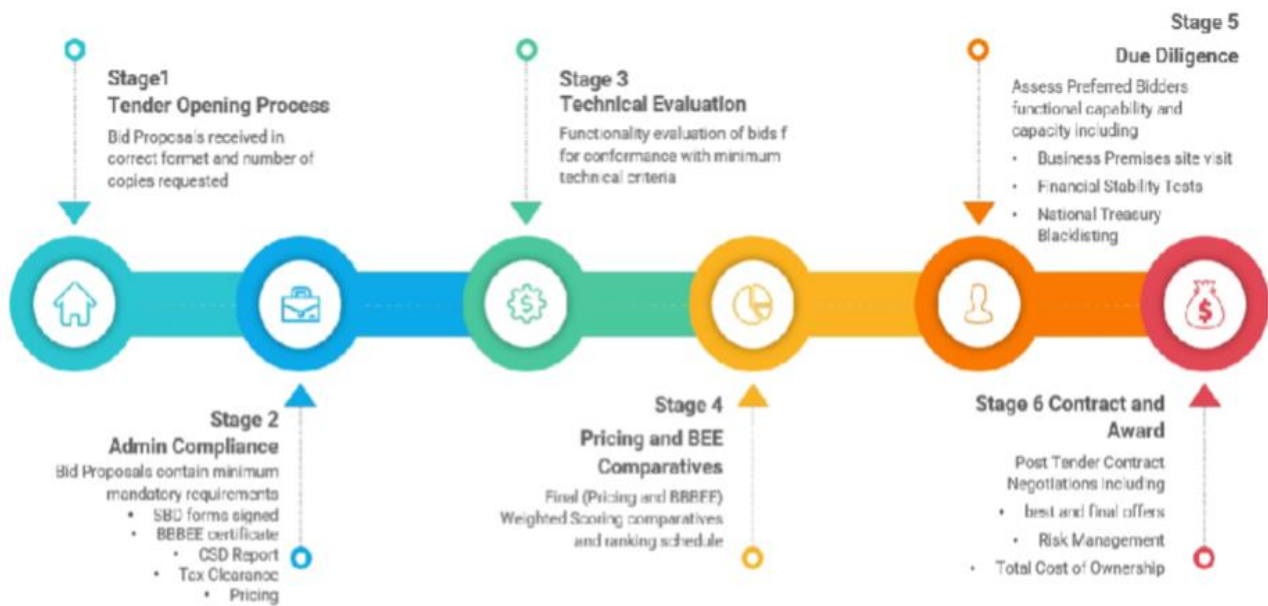 Stage1
Tender Opening Process
Bid Proposals received in
correct format and number of
copies requested
Stage 2
Admin Compliance
Bid Proposals contain minimum
mandatory requirements
• SBD forms signed
• BBBEE certificate
• CSD Report
• Tax Clearance
• Pricing
Stage 3
Technical Evaluation
Functionality evaluation of bids f
for conformance with minimum
technical criteria
Stage 4
Pricing and BEE
Comparatives
Final (Pricing and BBBEE)
Weighted Scoring comparatives
and ranking schedule
Stage 5
Due Diligence
Assess Preferred Bidders
functional capability and
capacity including
• Business Premises site visit
• Financial Stability Tests
• National Treasury
Blacklisting
Stage 6 Contract and
Award
Post Tender Contract
Negotiations Including
• best and final offers
• Risk Management
• Total Cost of Ownership
$
$